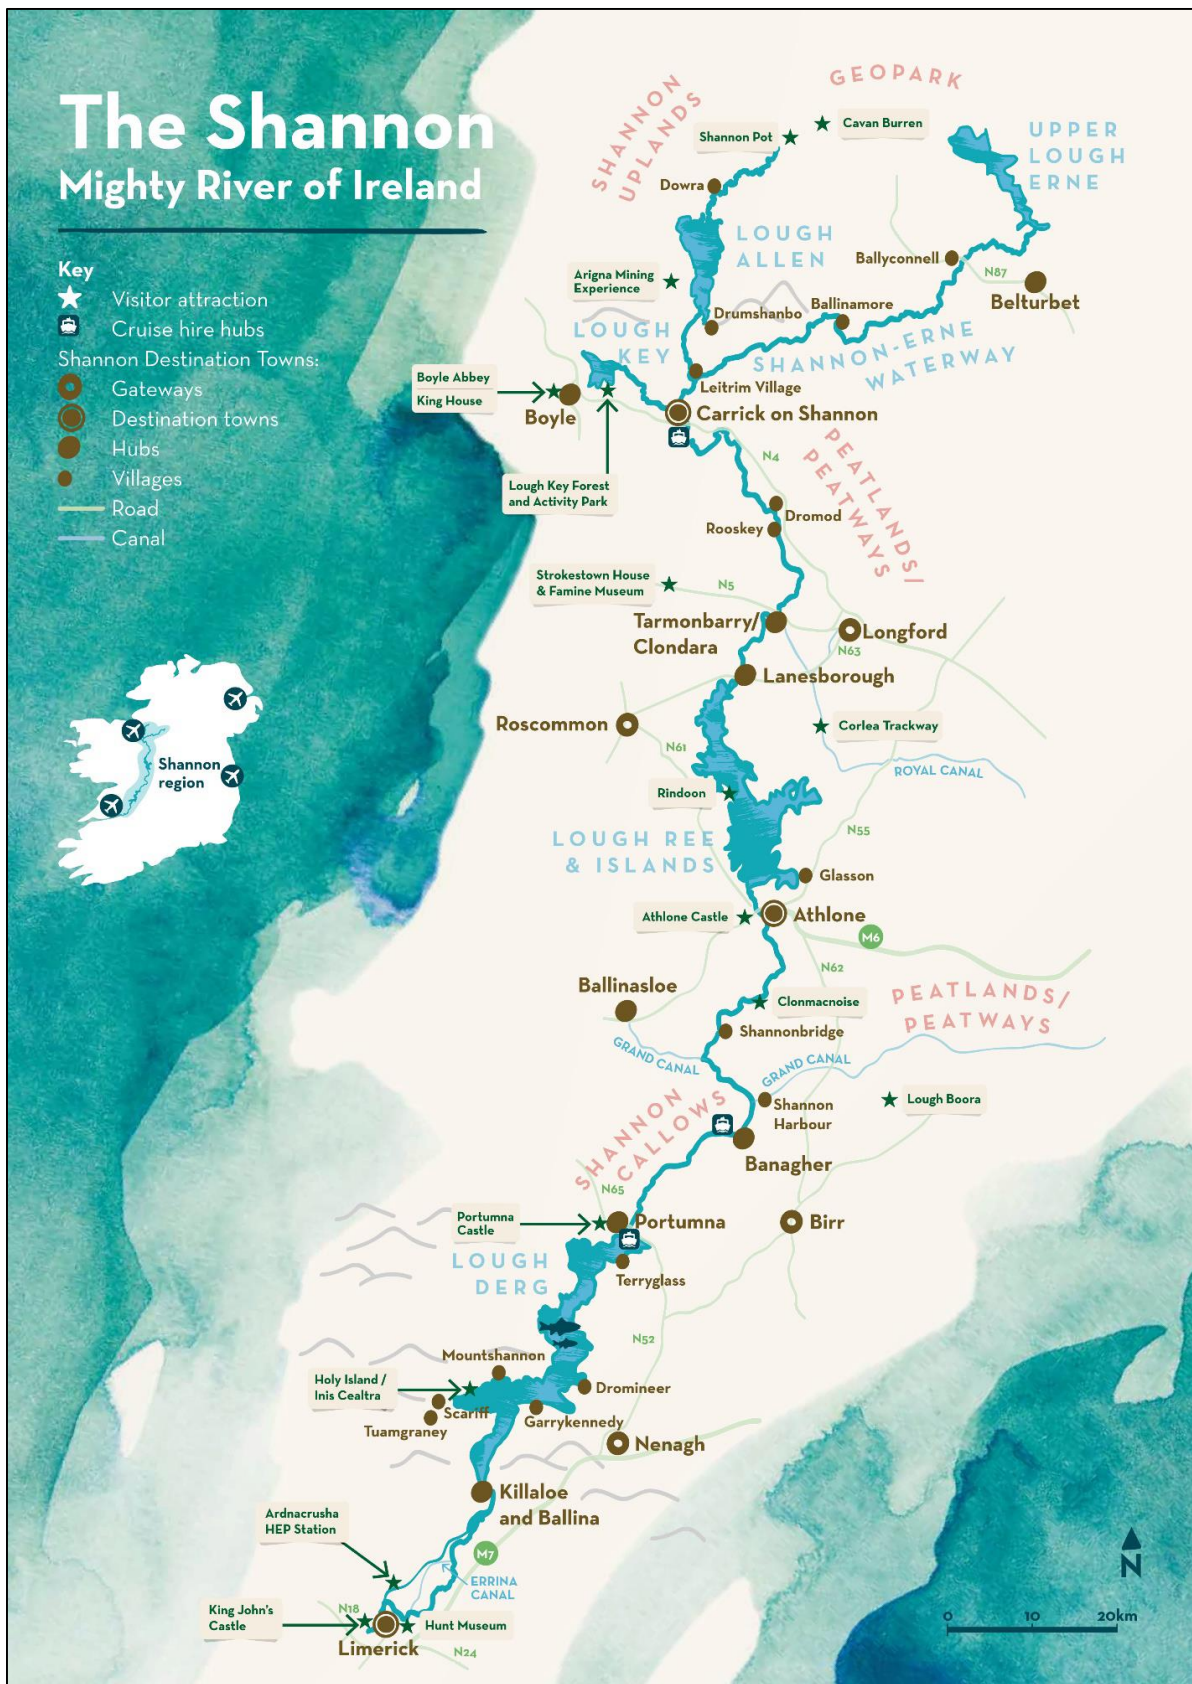 The Shannon
Mighty River of Ireland
Key
Visitor attraction
Cruise hire hubs
Shannon Destination Towns:
Gateways
Destination towns
Hubs
Villages
Road
Canal
Shannon
region
GEOPARK
SHANNON
UPLANDS
Shannon Pot
Cavan Burren
UPPER
LOUGH
ERNE
Dowra
LOUGH
ALLEN
Ballyconnell
N87
Belturbet
Arigna Mining
Experience
Ballinamore
Drumshanbo
LOUGH
KEY
SHANNON-ERNE
WATERWAY
Leitrim Village
Boyle Abbey
King House
Boyle
Carrick on Shannon
N4
PEATLANDS/
PEATWAYS
Lough Key Forest
and Activity Park
Dromod
Rooskey
Strokestown House
& Famine Museum
N5
Tarmonbarry/
Clondara
Longford
N63
Lanesborough
Roscommon
N61
Corlea Trackway
ROYAL CANAL
Rindoon
N55
LOUGH REE
& ISLANDS
Glasson
Athlone Castle
Athlone
M6
N62
Ballinasloe
Clonmacnoise
PEATLANDS/
PEATWAYS
Shannonbridge
GRAND CANAL
GRAND CANAL
Lough Boora
Shannon
Harbour
SHANNON
CALLOWS
Banagher
N65
Portumna
Castle
Portumna
Birr
LOUGH
DERG
Terryglass
N52
Mountshannon
Holy Island /
Inis Cealtra
Dromineer
Scariff
Garrykennedy
Tuamgraney
Nenagh
Killaloe
and Ballina
Ardnacrusha
HEP Station
M7
ERRINA
CANAL
N18
King John's
Castle
Hunt Museum
Limerick
N24
N
0 10 20km